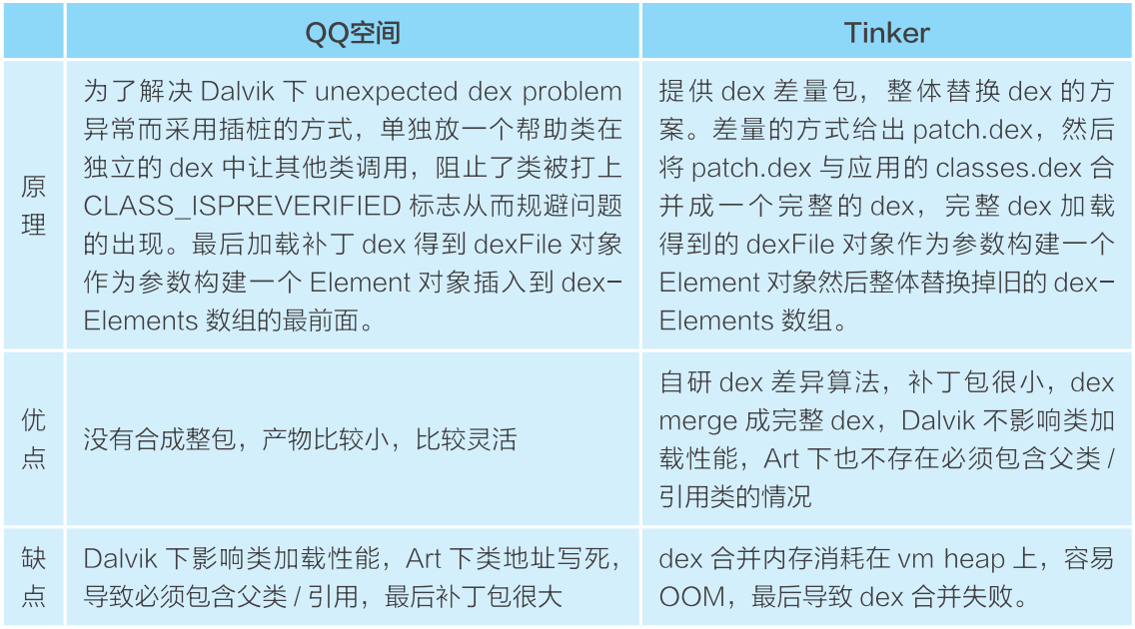 QQ空间
Tinker
原理
为了解决 Dalvik 下 unexpected dex problem
异常而采用插桩的方式，单独放一个帮助类在
独立的 dex 中让其他类调用，阻止了类被打上
CLASS_ISPREVERIFIED 标志从而规避问题
的出现。最后加载补丁 dex 得到 dexFile 对象
作为参数构建一个 Element 对象插入到 dex-
Elements 数组的最前面。
提供 dex 差量包，整体替换 dex 的方
案。差量的方式给出 patch.dex，然后
将 patch.dex 与应用的 classes.dex 合
并成一个完整的 dex，完整 dex 加载
得到的 dexFile 对象作为参数构建一个
Element 对象然后整体替换掉旧的 dex-
Elements 数组。
优点
没有合成整包，产物比较小，比较灵活
自研 dex 差异算法，补丁包很小，dex
merge 成完整 dex，Dalvik 不影响类加
载性能，Art 下也不存在必须包含父类 /
引用类的情况
缺点
Dalvik 下影响类加载性能，Art 下类地址写死，
导致必须包含父类 / 引用，最后补丁包很大
dex 合并内存消耗在 vm heap 上，容易
OOM，最后导致 dex 合并失败。